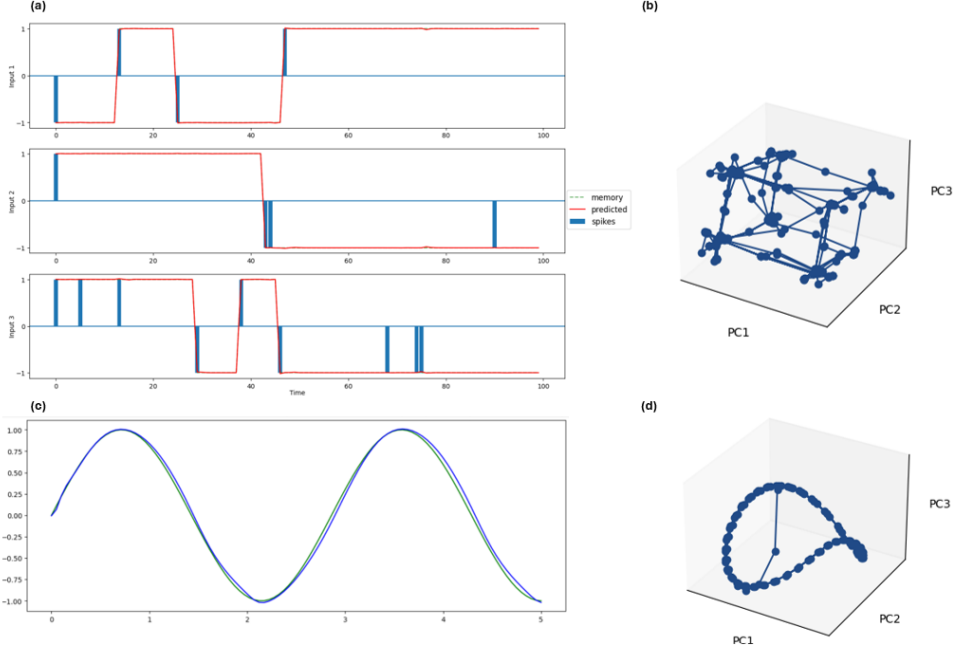 (a)
1
0
−1
Input 1
0
20
40
60
80
100
1
0
−1
Input 2
0
20
40
60
80
100
memory
predicted
spikes
1
0
−1
Input 3
0
20
40
60
80
100
Time
(b)
PC1
PC2
PC3
(c)
1.00
0.75
0.50
0.25
0.00
−0.25
−0.50
−0.75
−1.00
0
1
2
3
4
5
(d)
PC1
PC2
PC3